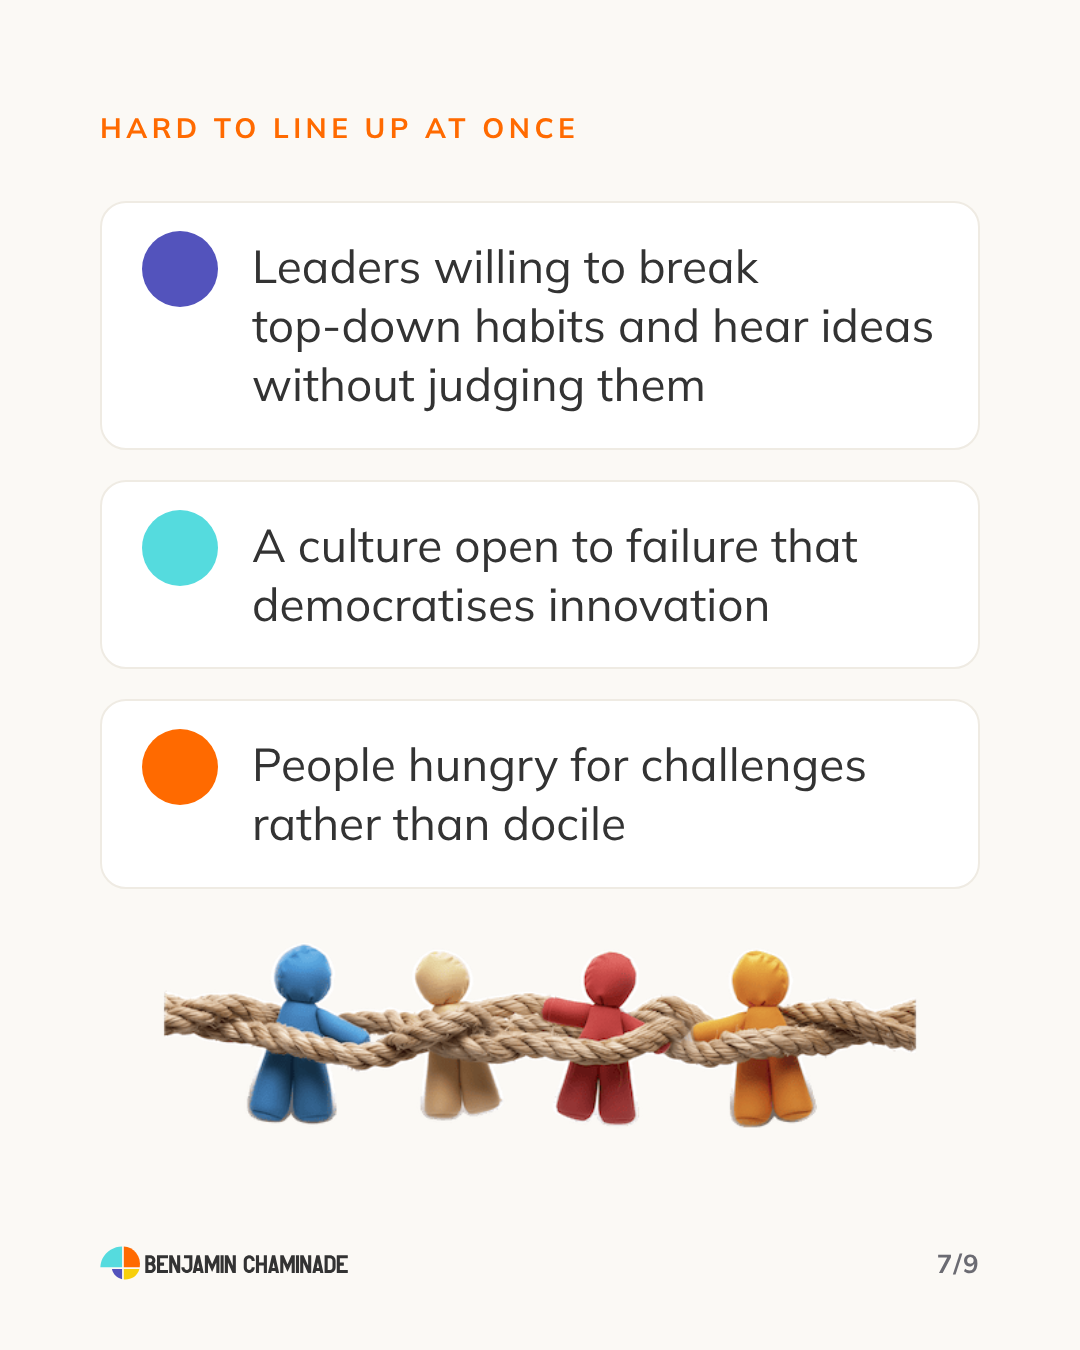 HARD TO LINE UP AT ONCE
Leaders willing to break
top-down habits and hear ideas
without judging them
A culture open to failure that
democratises innovation
People hungry for challenges
rather than docile
BENJAMIN CHAMINADE
7/9